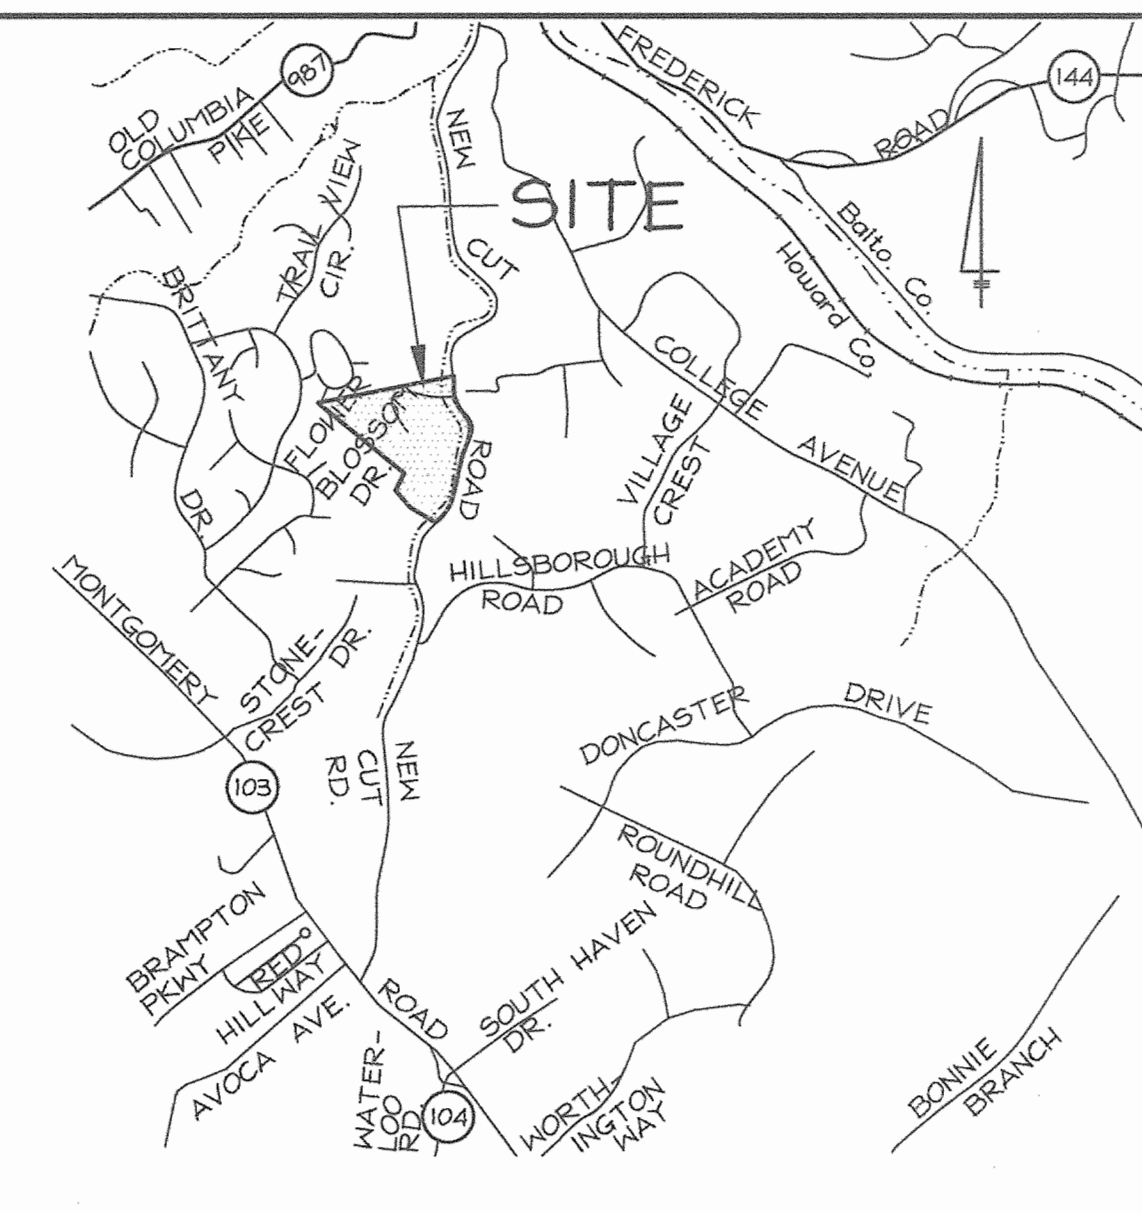 FREDERICK
ROAD
144
987
OLD
COLUMBIA
PIKE
NEW
CUT
ROAD
SITE
TRAIL VIEW
CIR.
Balto. Co.
Howard Co
BRITTANY
DR.
FLOWER
BLOSSOM
DR.
COLLEGE
AVENUE
VILLAGE
CREST
HILLSBOROUGH
ROAD
ACADEMY
ROAD
MONTGOMERY
STONE-
CREST DR.
103
NEW
CUT
RD.
DONCASTER
DRIVE
ROUNDHILL
ROAD
BRAMPTON
PKWY
RED
HILLWAY
AVOCA AVE.
ROAD
SOUTH HAVEN
DR.
WATER-
LOO
RD.
104
WORTH-
INGTON
WAY
BONNIE
BRANCH